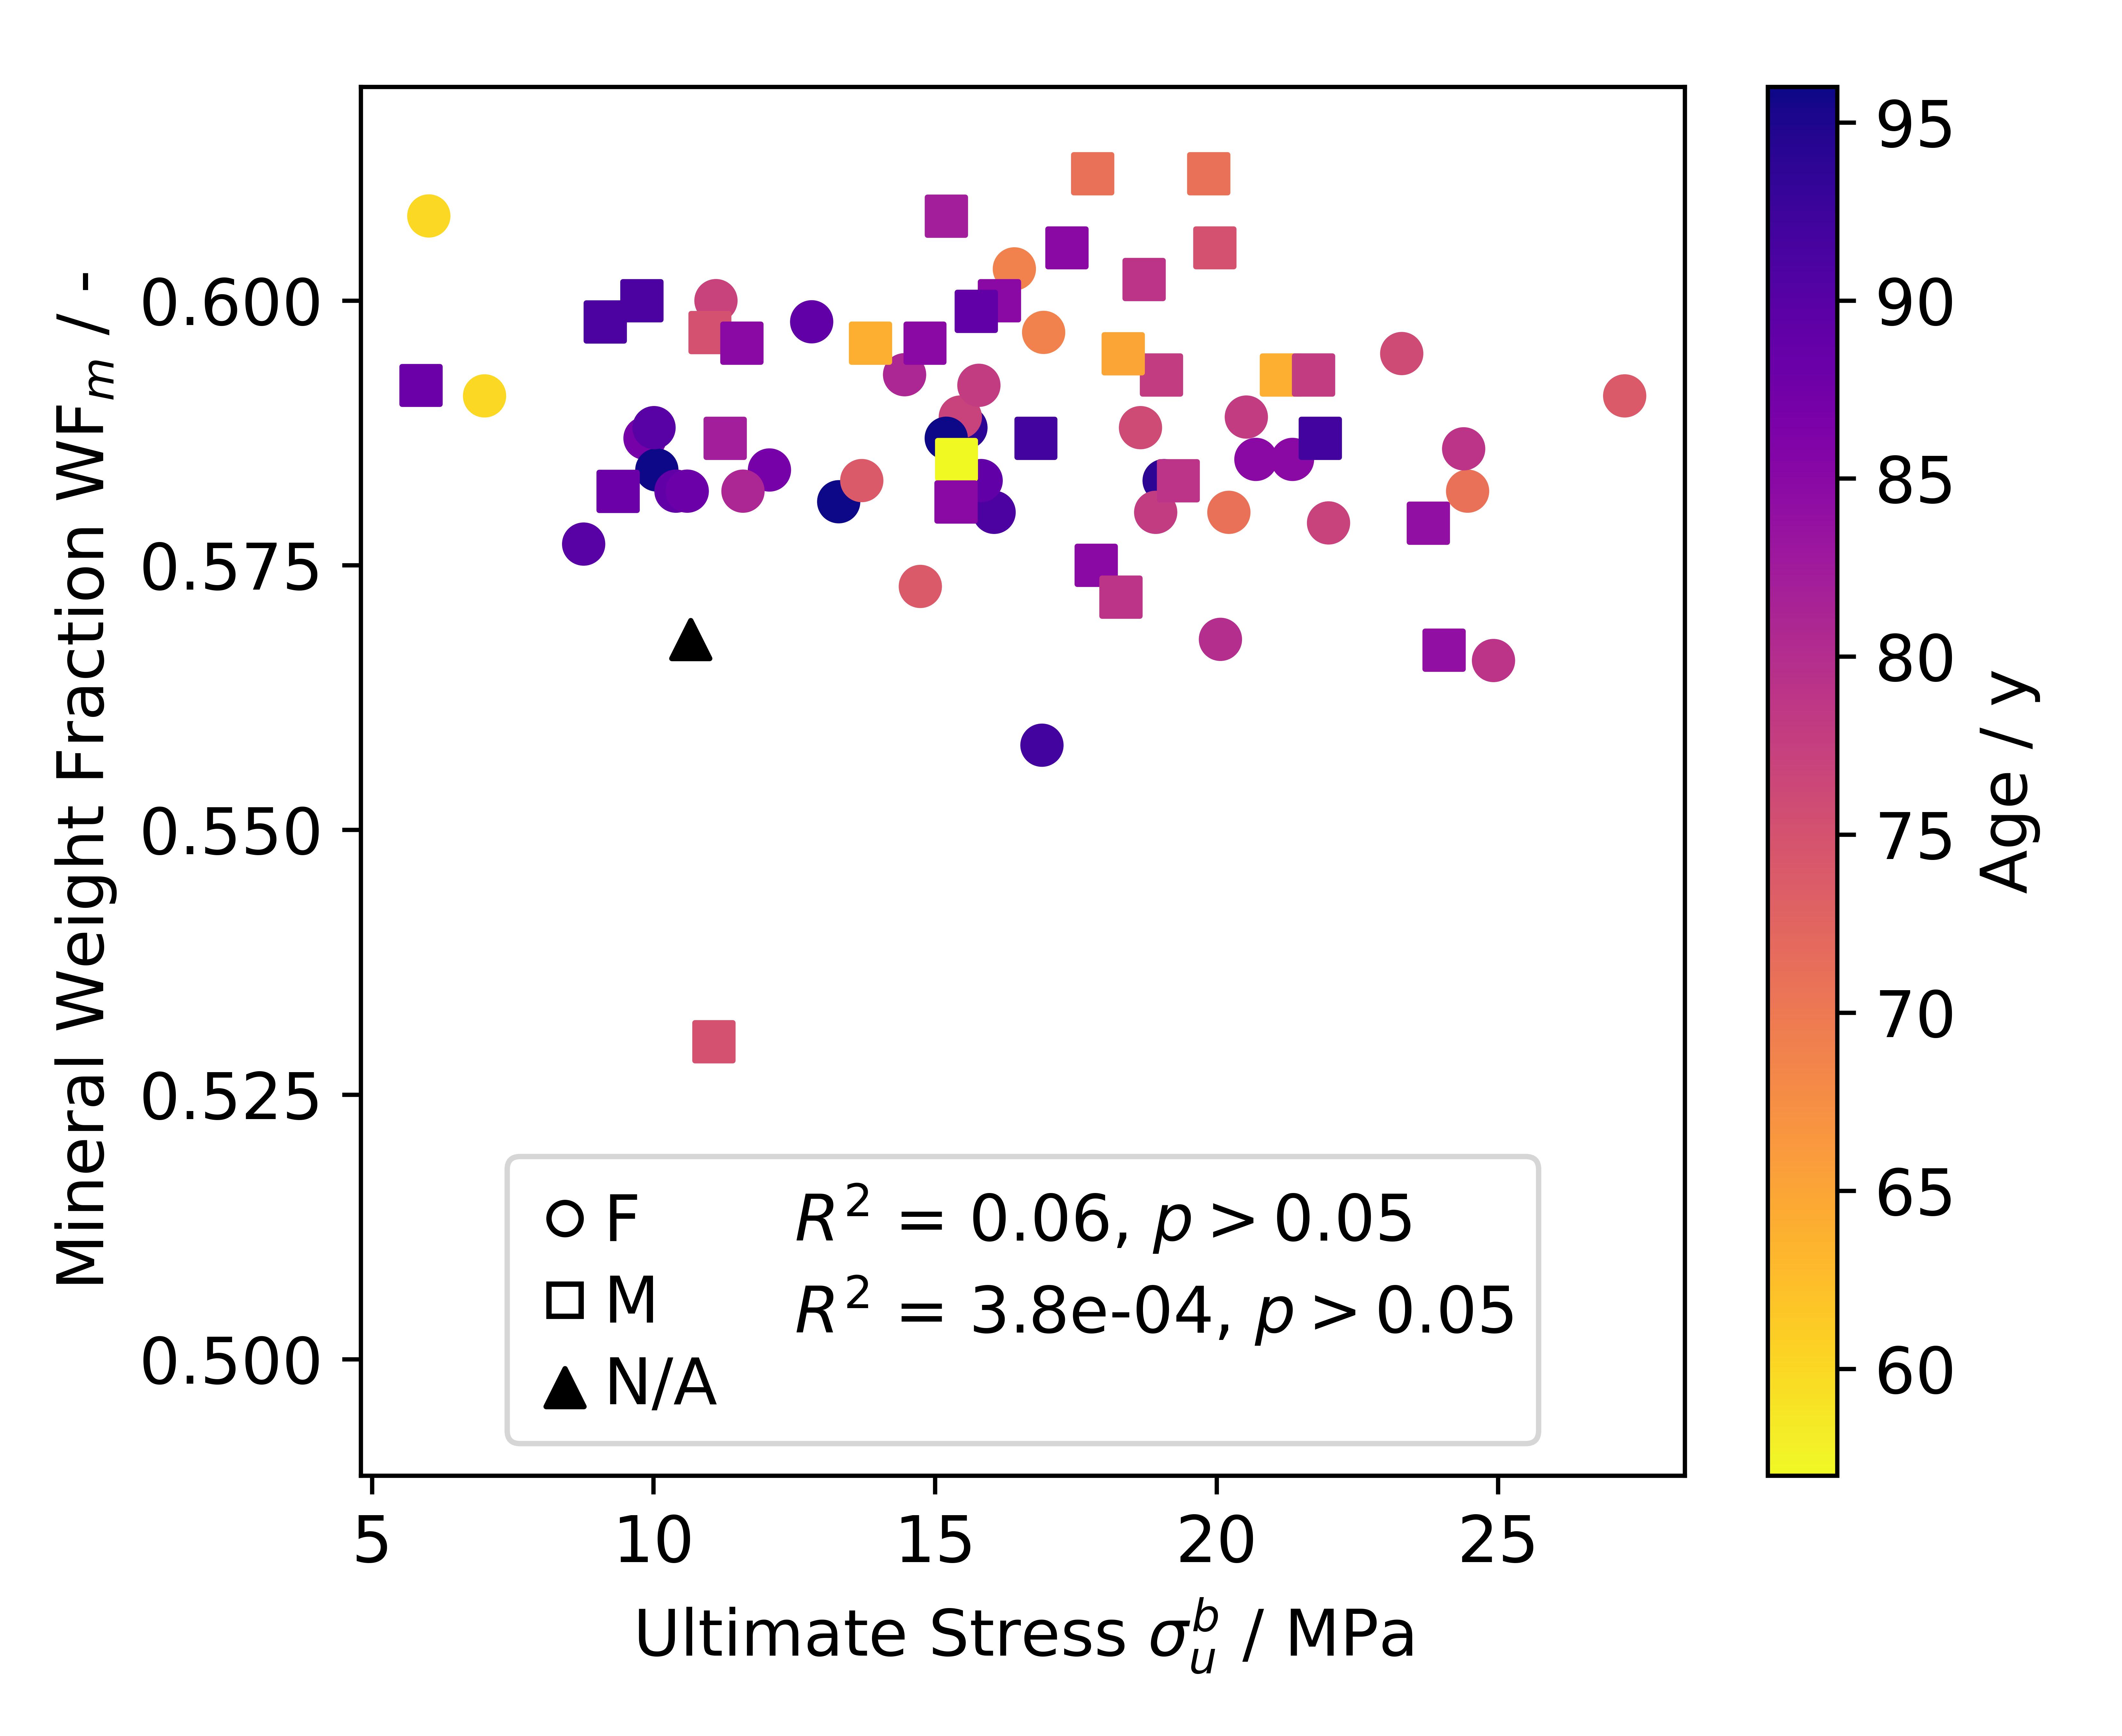 Mineral Weight Fraction WFₘ / -
0.600
0.575
0.550
0.525
0.500
F R² = 0.06, p > 0.05
M R² = 3.8e-04, p > 0.05
N/A
5 10 15 20 25
Ultimate Stress σᵇᵤ / MPa
95
90
85
80
75
70
65
60
Age / y